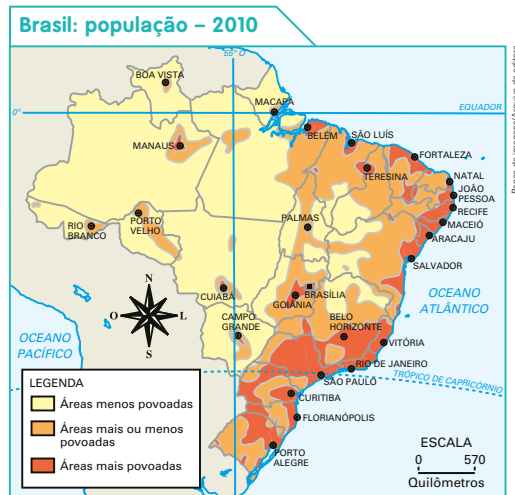 Brasil: população – 2010
55° O
BOA VISTA
MACAPÁ
0°
EQUADOR
BELÉM
SÃO LUÍS
MANAUS
FORTALEZA
TERESINA
NATAL
JOÃO
PESSOA
RECIFE
PORTO
VELHO
PALMAS
MACEIÓ
RIO
BRANCO
ARACAJU
SALVADOR
CUIABÁ
BRASÍLIA
GOIÂNIA
OCEANO
ATLÂNTICO
N
O
L
S
CAMPO
GRANDE
BELO
HORIZONTE
VITÓRIA
OCEANO
PACÍFICO
RIO DE JANEIRO
TRÓPICO DE CAPRICÓRNIO
SÃO PAULO
CURITIBA
FLORIANÓPOLIS
PORTO
ALEGRE
LEGENDA
Áreas menos povoadas
Áreas mais ou menos
povoadas
Áreas mais povoadas
ESCALA
0 570
Quilômetros